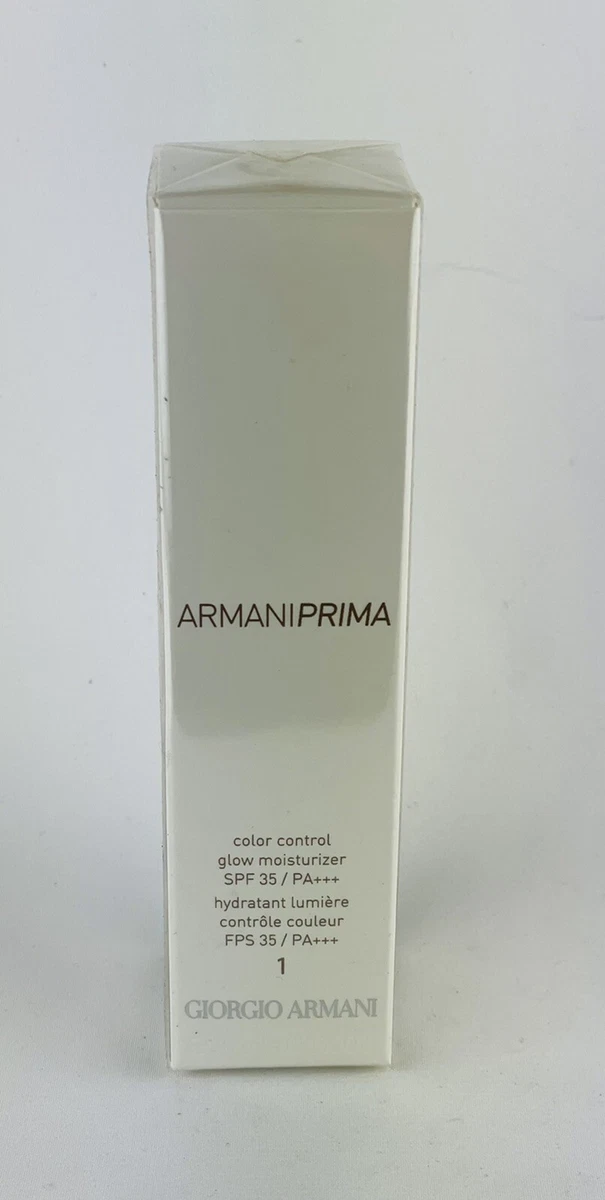 ARMANIPRIMA
color control
glow moisturizer
SPF 35 / PA+++
hydratant lumière
contrôle couleur
FPS 35 / PA+++
1
GIORGIO ARMANI